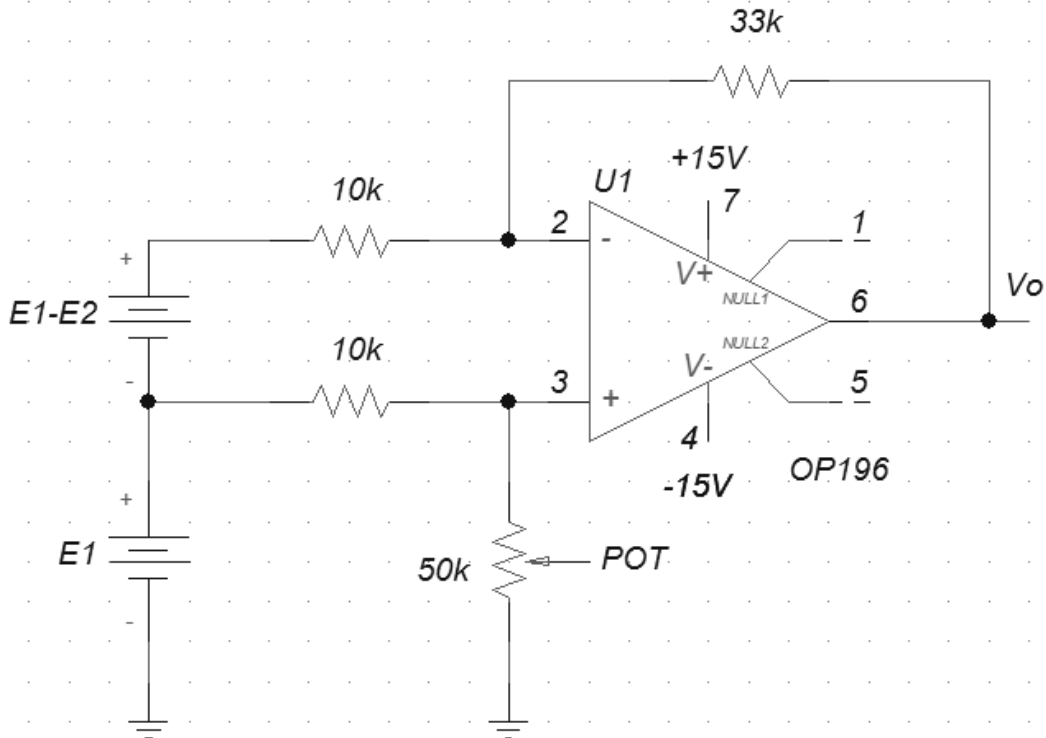 33k
+15V
10k
U1
7
2
-
1
+
V+
NULL1
E1-E2
6
Vo
NULL2
10k
V-
-
3
+
5
4
OP196
-15V
+
E1
50k
POT
-